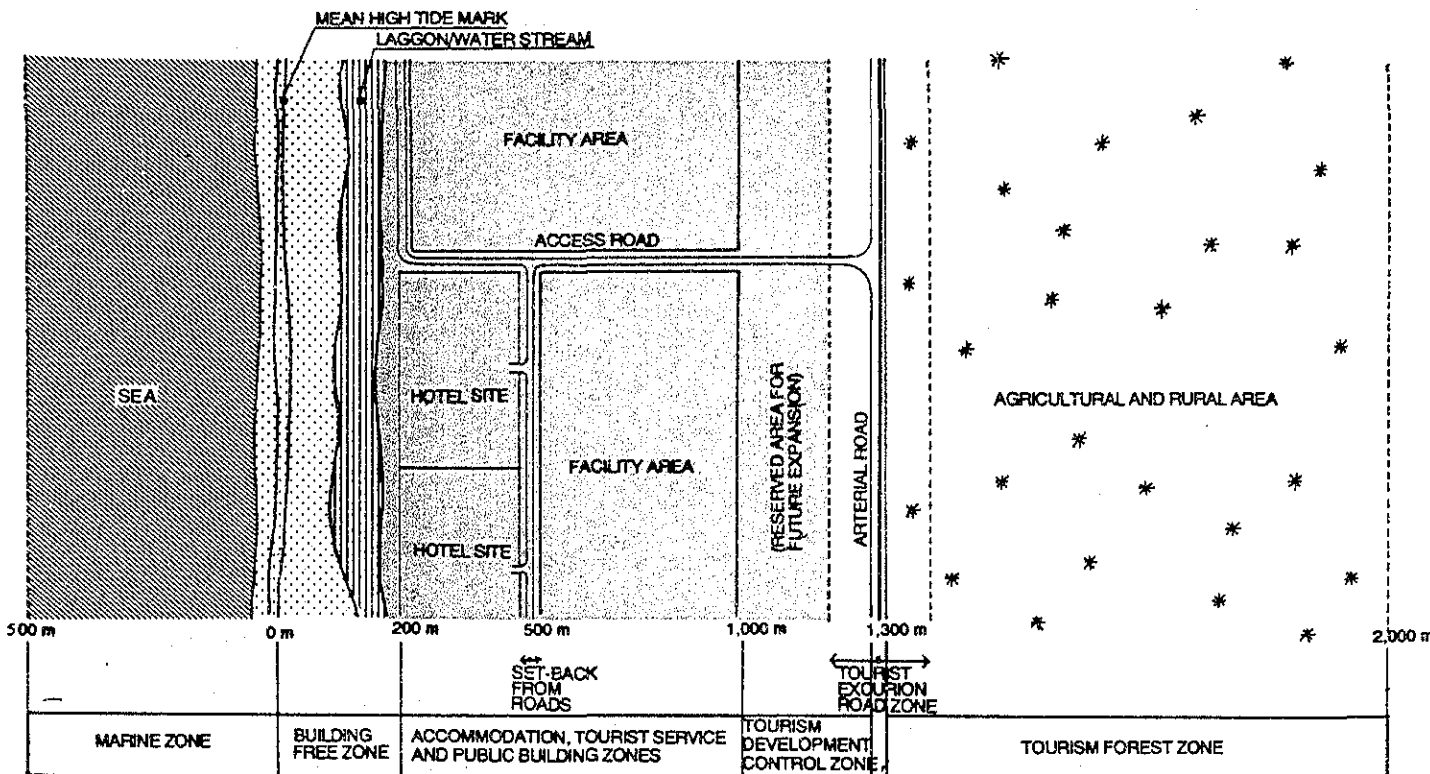 MEAN HIGH TIDE MARK
LAGGON/WATER STREAM
FACILITY AREA
ACCESS ROAD
SEA
HOTEL SITE
FACILITY AREA
HOTEL SITE
(RESERVED AREA FOR
FUTURE EXPANSION)
ARTERIAL ROAD
AGRICULTURAL AND RURAL AREA
500 m
0 m
200 m
500 m
1,000 m
1,300 m
2,000 m
SET-BACK
FROM
ROADS
TOURIST
EXCURION
ROAD ZONE
MARINE ZONE
BUILDING
FREE ZONE
ACCOMMODATION, TOURIST SERVICE
AND PUBLIC BUILDING ZONES
TOURISM
DEVELOPMENT
CONTROL ZONE
TOURISM FOREST ZONE